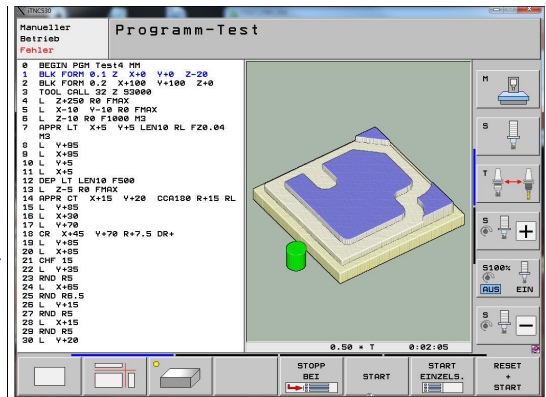 iTNC530
Manueller
Betrieb
Fehler
Programm-Test
0 BEGIN PGM Test4 MM
1 BLK FORM 0.1 Z X+0 Y+0 Z-20
2 BLK FORM 0.2 X+100 Y+100 Z+0
3 TOOL CALL 32 Z S3000
4 L Z+250 R0 FMAX
5 L X-10 Y-10 R0 FMAX
6 L Z-10 R0 F1000 M3
7 APPR LT X+5 Y+5 LEN10 RL FZ0.04
M3
8 L Y+95
9 L X+95
10 L Y+5
11 L X+5
12 DEP LT LEN10 F500
13 L Z-5 R0 FMAX
14 APPR CT X+15 Y+20 CCA180 R+15 RL
15 L Y+85
16 L X+30
17 L Y+70
18 CR X+45 Y+70 R+7.5 DR+
19 L Y+85
20 L X+85
21 CHF 15
22 L Y+35
23 RND R5
24 L X+65
25 RND R6.5
26 L Y+15
27 RND R5
28 L X+15
29 RND R5
30 L Y+20
0.50 * T 0:02:05
M
S
T
S
S100%
AUS EIN
S
STOPP
BEI
START
START
EINZELS.
RESET
+
START